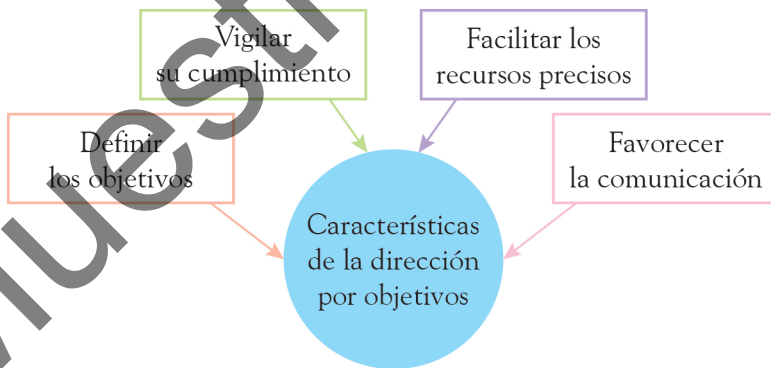 Vigilar
su cumplimiento
Facilitar los
recursos precisos
Definir
los objetivos
Favorecer
la comunicación
Características
de la dirección
por objetivos